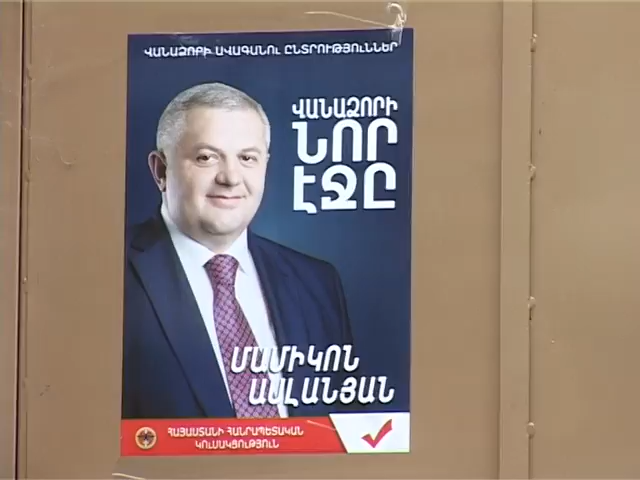 ՎԱՆԱՁՈՐԻ ԱՎԱԳԱՆՈՒ ԸՆՏՐՈՒԹՅՈՒՆՆԵՐ
ՎԱՆԱՁՈՐԻ
ՆՈՐ
ԷՋԸ
ՄԱՄԻԿՈՆ
ԱՍԼԱՆՅԱՆ
ՀԱՅԱՍՏԱՆԻ ՀԱՆՐԱՊԵՏԱԿԱՆ
ԿՈՒՍԱԿՑՈՒԹՅՈՒՆ